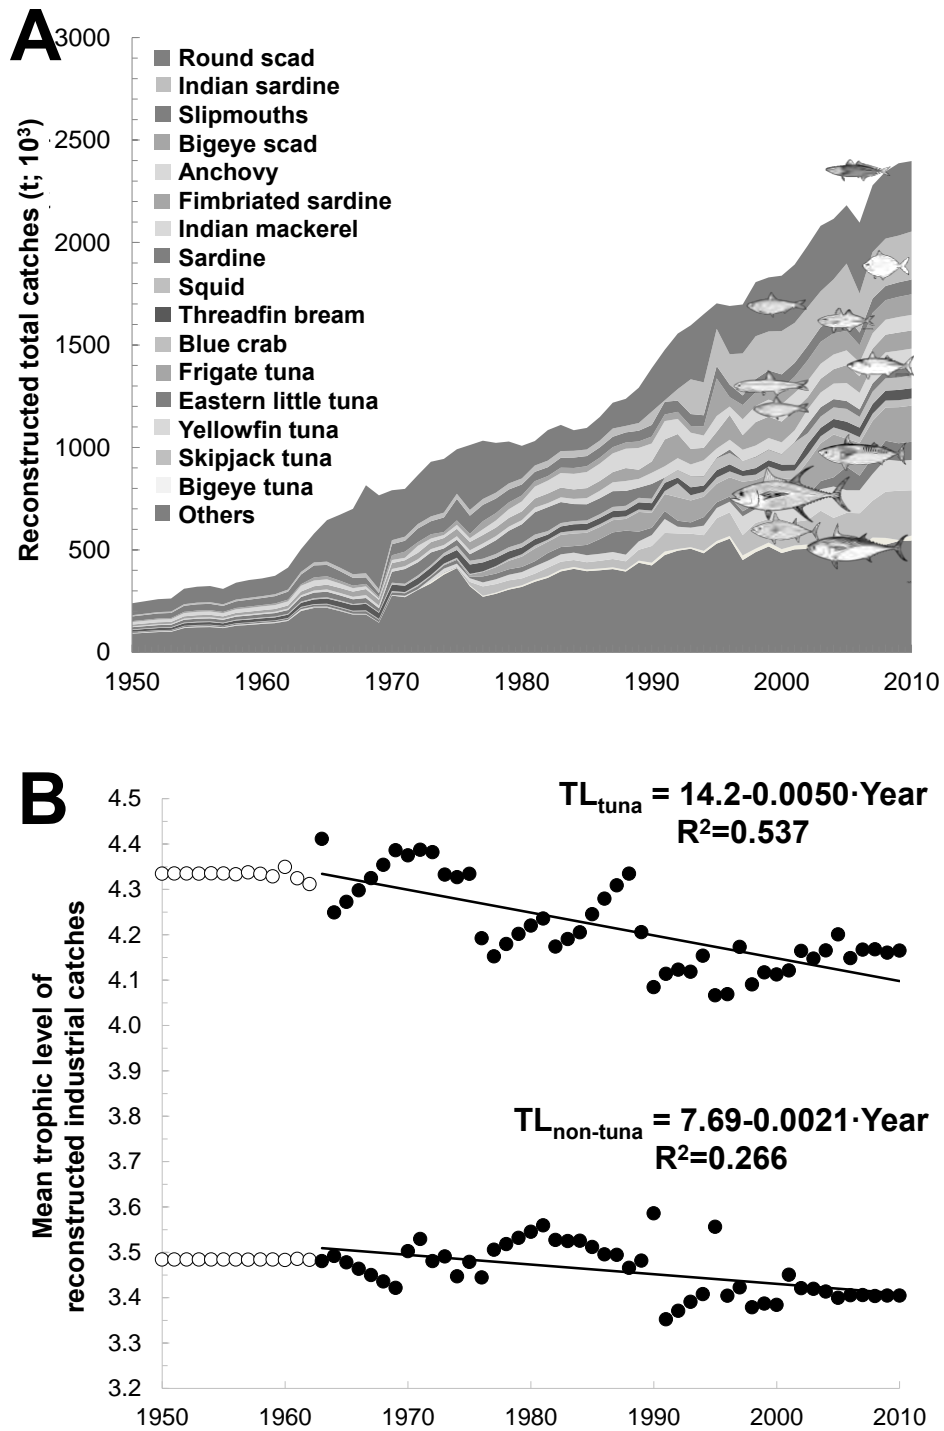 A
3000
2500
2000
1500
1000
500
0
Reconstructed total catches (t; 10³)
Round scad
Indian sardine
Slipmouths
Bigeye scad
Anchovy
Fimbriated sardine
Indian mackerel
Sardine
Squid
Threadfin bream
Blue crab
Frigate tuna
Eastern little tuna
Yellowfin tuna
Skipjack tuna
Bigeye tuna
Others
1950 1960 1970 1980 1990 2000 2010
B
4.5
4.4
4.3
4.2
4.1
4.0
3.9
3.8
3.7
3.6
3.5
3.4
3.3
3.2
Mean trophic level of
reconstructed industrial catches
TLtuna = 14.2-0.0050·Year
R²=0.537
TLnon-tuna = 7.69-0.0021·Year
R²=0.266
1950 1960 1970 1980 1990 2000 2010